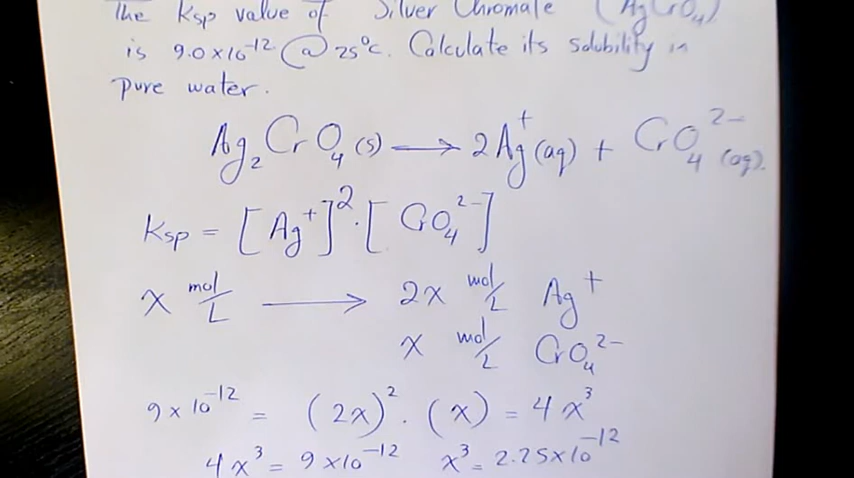 The Ksp value of Silver Chromate (AgCrO₄)
is 9.0×10⁻¹² @ 25°C. Calculate its solubility in
pure water.
Ag₂CrO₄(s) → 2Ag⁺(aq) + CrO₄²⁻(aq).
Ksp = [Ag⁺]²·[CrO₄²⁻]
x mol/L → 2x mol/L Ag⁺
x mol/L CrO₄²⁻
9×10⁻¹² = (2x)²·(x) = 4x³
4x³ = 9×10⁻¹² x³ = 2.25×10⁻¹²